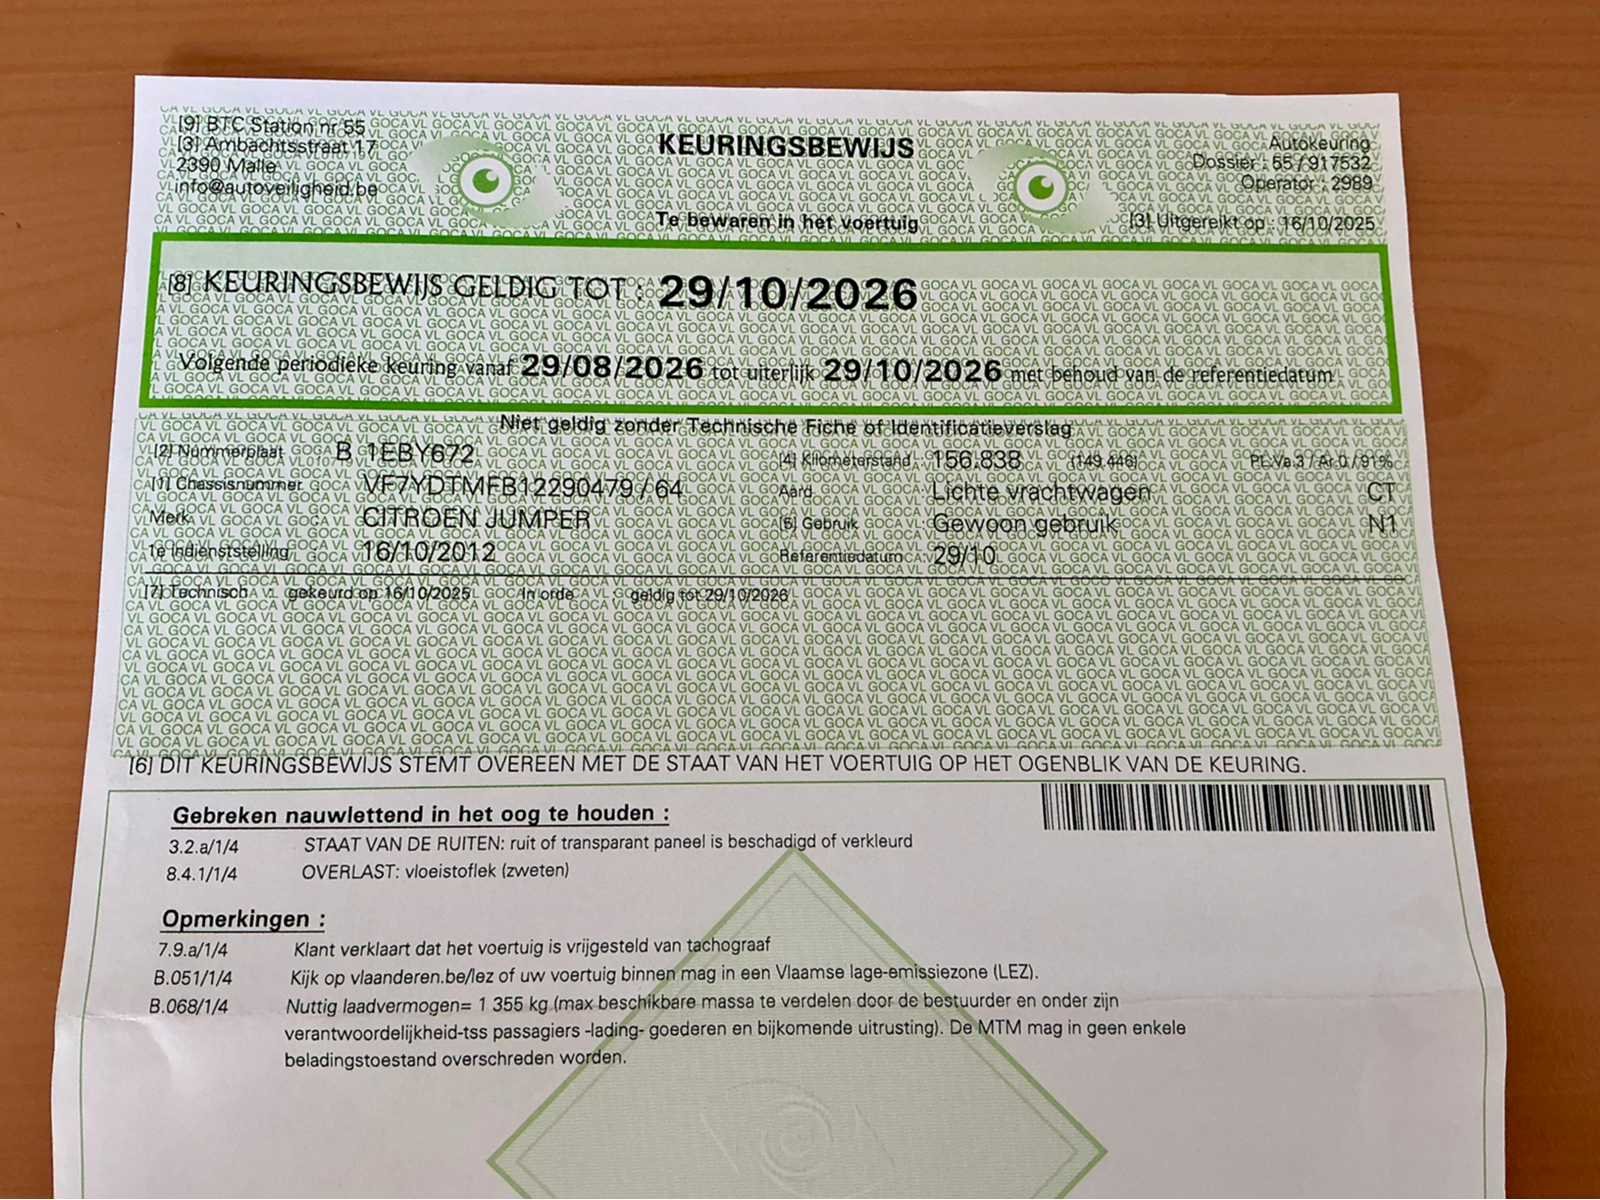 [9] BTC Station nr 55
[3] Ambachtsstraat 17
2390 Malle
info@autoveiligheid.be
KEURINGSBEWIJS
Te bewaren in het voertuig
Autokeuring
Dossier : 55 / 917532
Operator : 2989
[3] Uitgereikt op : 16/10/2025
[8] KEURINGSBEWIJS GELDIG TOT : 29/10/2026
Volgende periodieke keuring vanaf 29/08/2026 tot uiterlijk 29/10/2026 met behoud van de referentiedatum
Niet geldig zonder Technische Fiche of Identificatieverslag
[2] Nummerplaat B 1EBY672 [4] Kilometerstand : 156.838 (149.446) PL:Va.3 / Ar.0 / 91%
[1] Chassisnummer VF7YDTMFB12290479 / 64 Aard : Lichte vrachtwagen CT
Merk : CITROEN JUMPER [5] Gebruik : Gewoon gebruik N1
1e Indienststelling : 16/10/2012 Referentiedatum : 29/10
[7] Technisch : gekeurd op 16/10/2025 In orde : geldig tot 29/10/2026
[6] DIT KEURINGSBEWIJS STEMT OVEREEN MET DE STAAT VAN HET VOERTUIG OP HET OGENBLIK VAN DE KEURING.
Gebreken nauwlettend in het oog te houden :
3.2.a/1/4 STAAT VAN DE RUITEN: ruit of transparant paneel is beschadigd of verkleurd
8.4.1/1/4 OVERLAST: vloeistoflek (zweten)
Opmerkingen :
7.9.a/1/4 Klant verklaart dat het voertuig is vrijgesteld van tachograaf
B.051/1/4 Kijk op vlaanderen.be/lez of uw voertuig binnen mag in een Vlaamse lage-emissiezone (LEZ).
B.068/1/4 Nuttig laadvermogen= 1 355 kg (max beschikbare massa te verdelen door de bestuurder en onder zijn
verantwoordelijkheid-tss passagiers -lading- goederen en bijkomende uitrusting). De MTM mag in geen enkele
beladingstoestand overschreden worden.